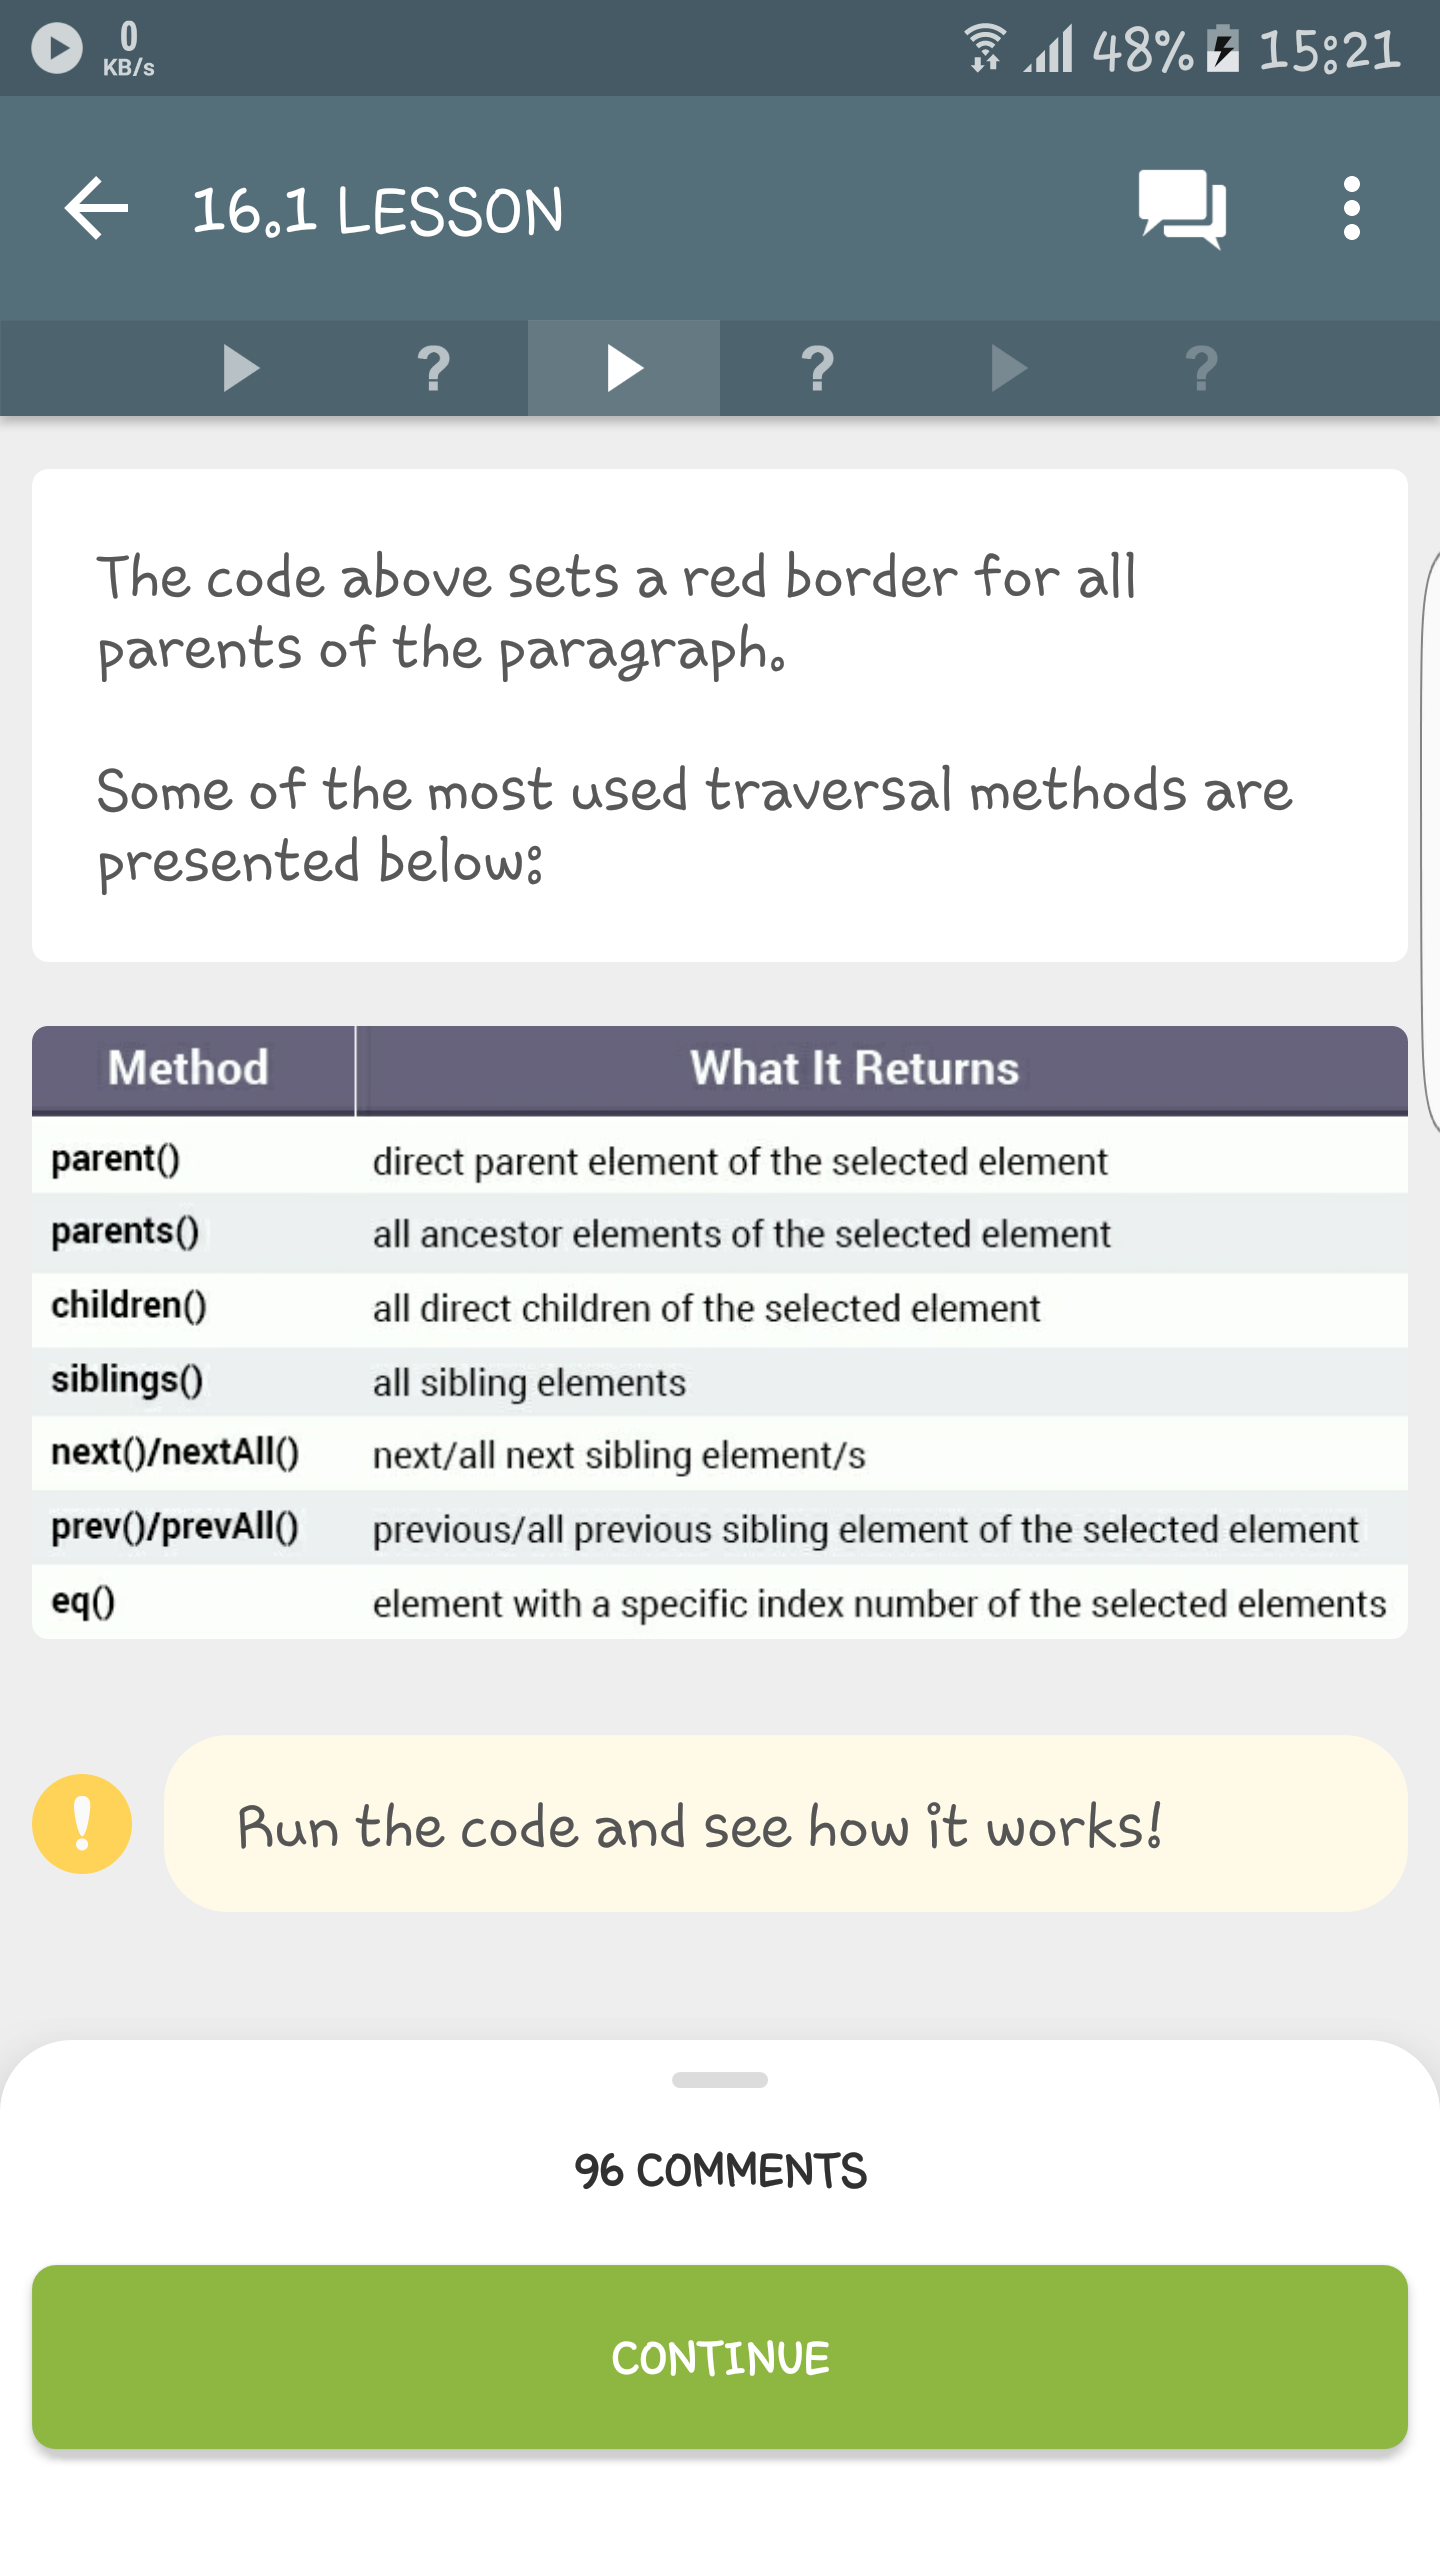 0
KB/s
48%
15:21
16.1 LESSON
? ? ?
The code above sets a red border for all
parents of the paragraph.
Some of the most used traversal methods are
presented below:
Method What It Returns
parent() direct parent element of the selected element
parents() all ancestor elements of the selected element
children() all direct children of the selected element
siblings() all sibling elements
next()/nextAll() next/all next sibling element/s
prev()/prevAll() previous/all previous sibling element of the selected element
eq() element with a specific index number of the selected elements
! Run the code and see how it works!
96 COMMENTS
CONTINUE